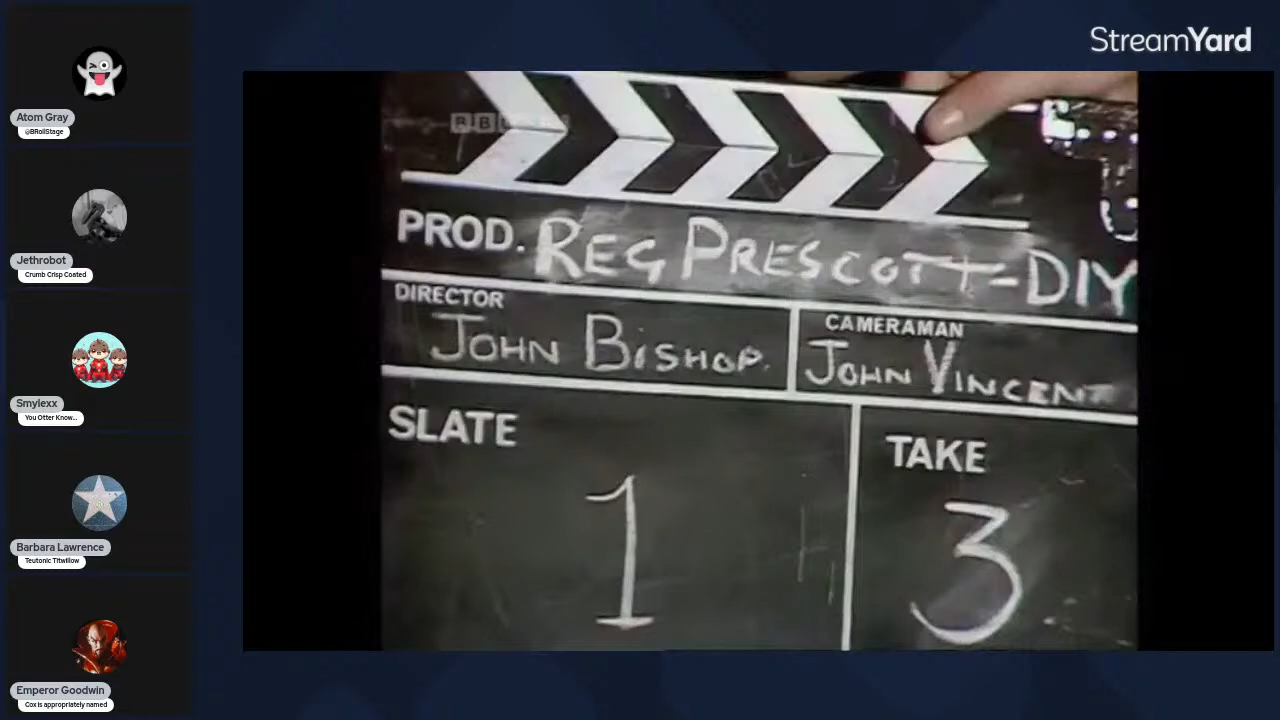 StreamYard
Atom Gray
@BRollStage
Jethrobot
Crumb Crisp Coated
Smylexx
You Otter Know...
Barbara Lawrence
Teutonic Titwillow
Emperor Goodwin
Cox is appropriately named
PROD. REG PRESCOTT-DIY
DIRECTOR
JOHN BISHOP.
CAMERAMAN
JOHN VINCENT
SLATE
1
TAKE
3